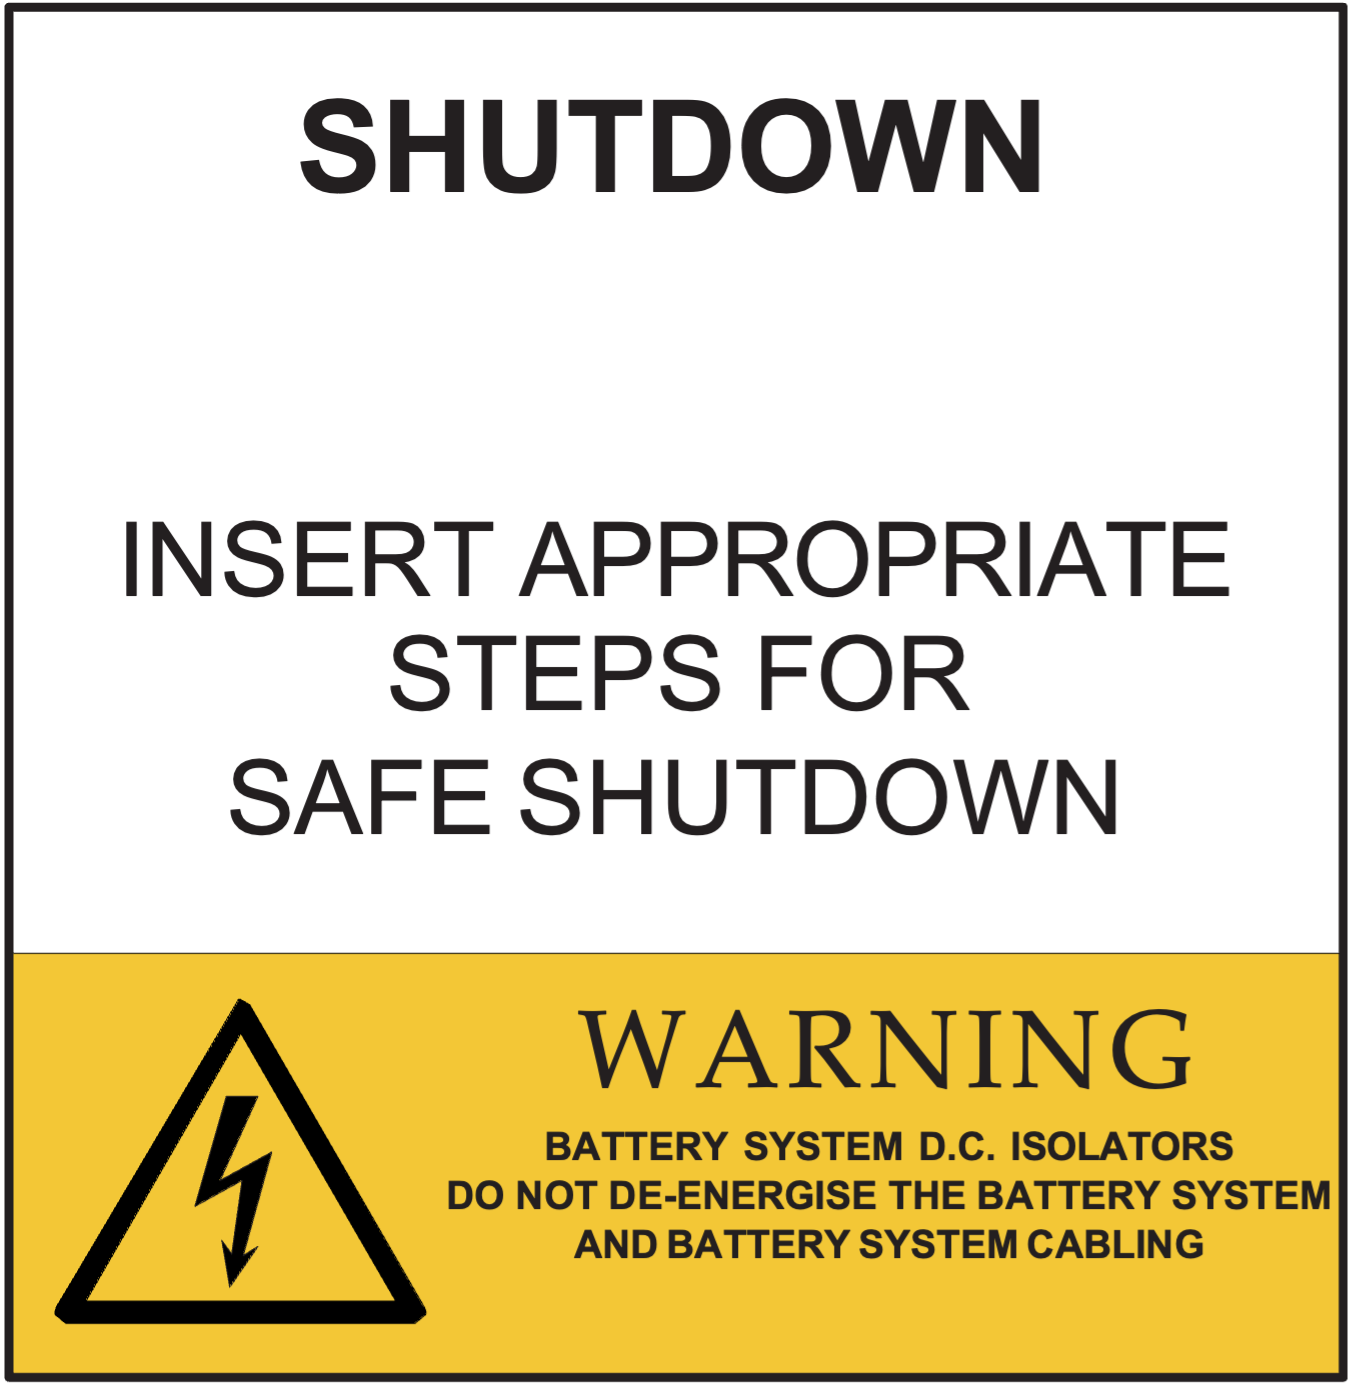 SHUTDOWN
INSERT APPROPRIATE
STEPS FOR
SAFE SHUTDOWN
WARNING
BATTERY SYSTEM D.C. ISOLATORS
DO NOT DE-ENERGISE THE BATTERY SYSTEM
AND BATTERY SYSTEM CABLING